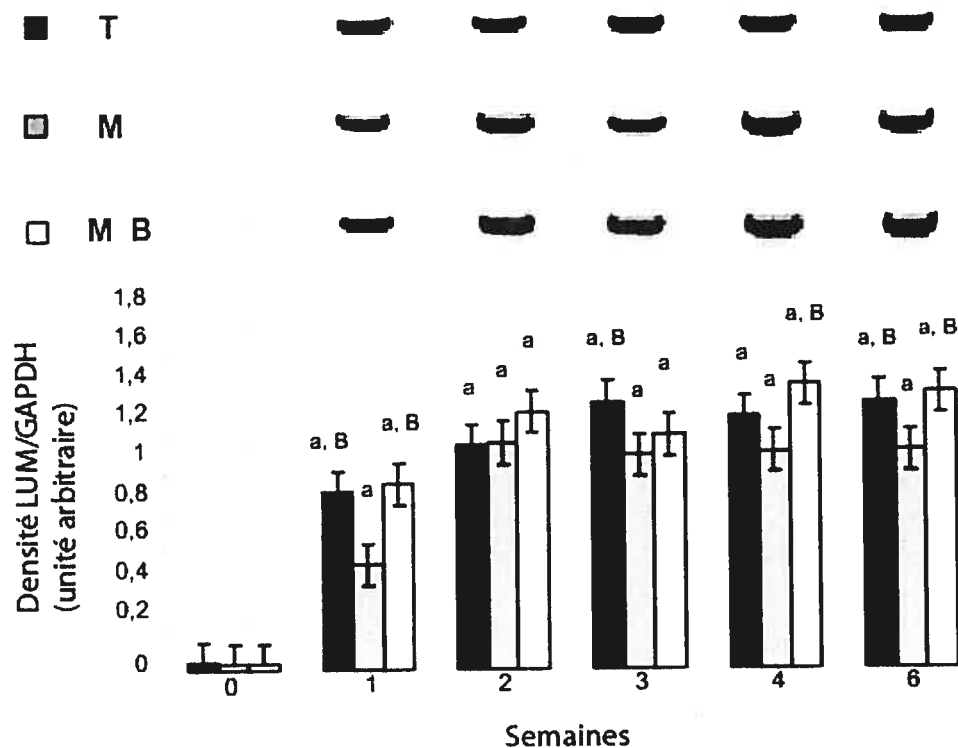 T
M
M B
Densité LUM/GAPDH
(unité arbitraire)
1,8
1,6
1,4
1,2
1
0,8
0,6
0,4
0,2
0
a, B
a
a, B
a
a
a
a, B
a
a
a
a
a, B
a, B
a
a, B
0 1 2 3 4 6
Semaines